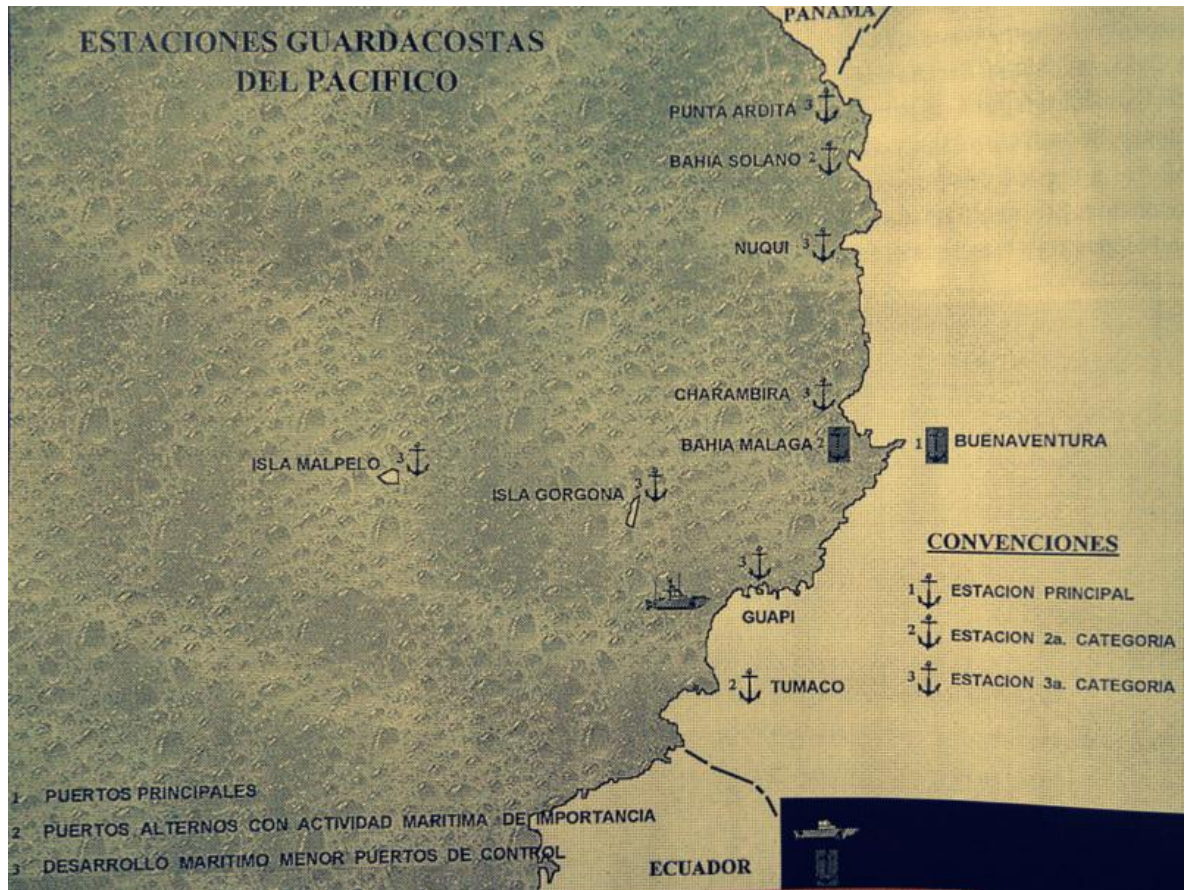 PANAMA
ESTACIONES GUARDACOSTAS
DEL PACIFICO
PUNTA ARDITA 3
BAHIA SOLANO 2
NUQUI 3
CHARAMBIRA 3
BAHIA MALAGA 2
1 BUENAVENTURA
ISLA MALPELO 3
ISLA GORGONA 3
CONVENCIONES
1 ESTACION PRINCIPAL
2 ESTACION 2a. CATEGORIA
3 ESTACION 3a. CATEGORIA
3
GUAPI
2 TUMACO
1 PUERTOS PRINCIPALES
2 PUERTOS ALTERNOS CON ACTIVIDAD MARITIMA DE IMPORTANCIA
3 DESARROLLO MARITIMO MENOR PUERTOS DE CONTROL
ECUADOR